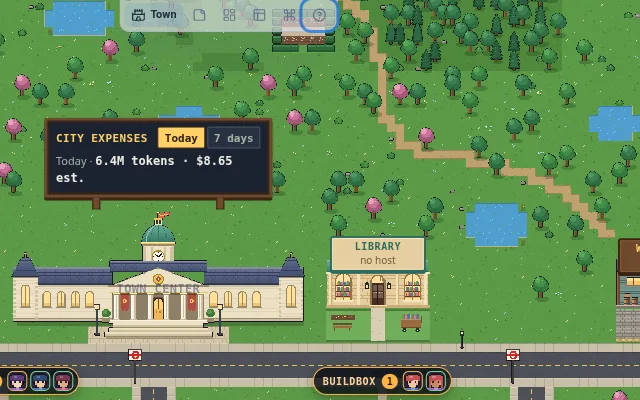 Town
CITY EXPENSES Today 7 days
Today · 6.4M tokens · $8.65
est.
LIBRARY
no host
TOWN CENTER
BUILDBOX 1